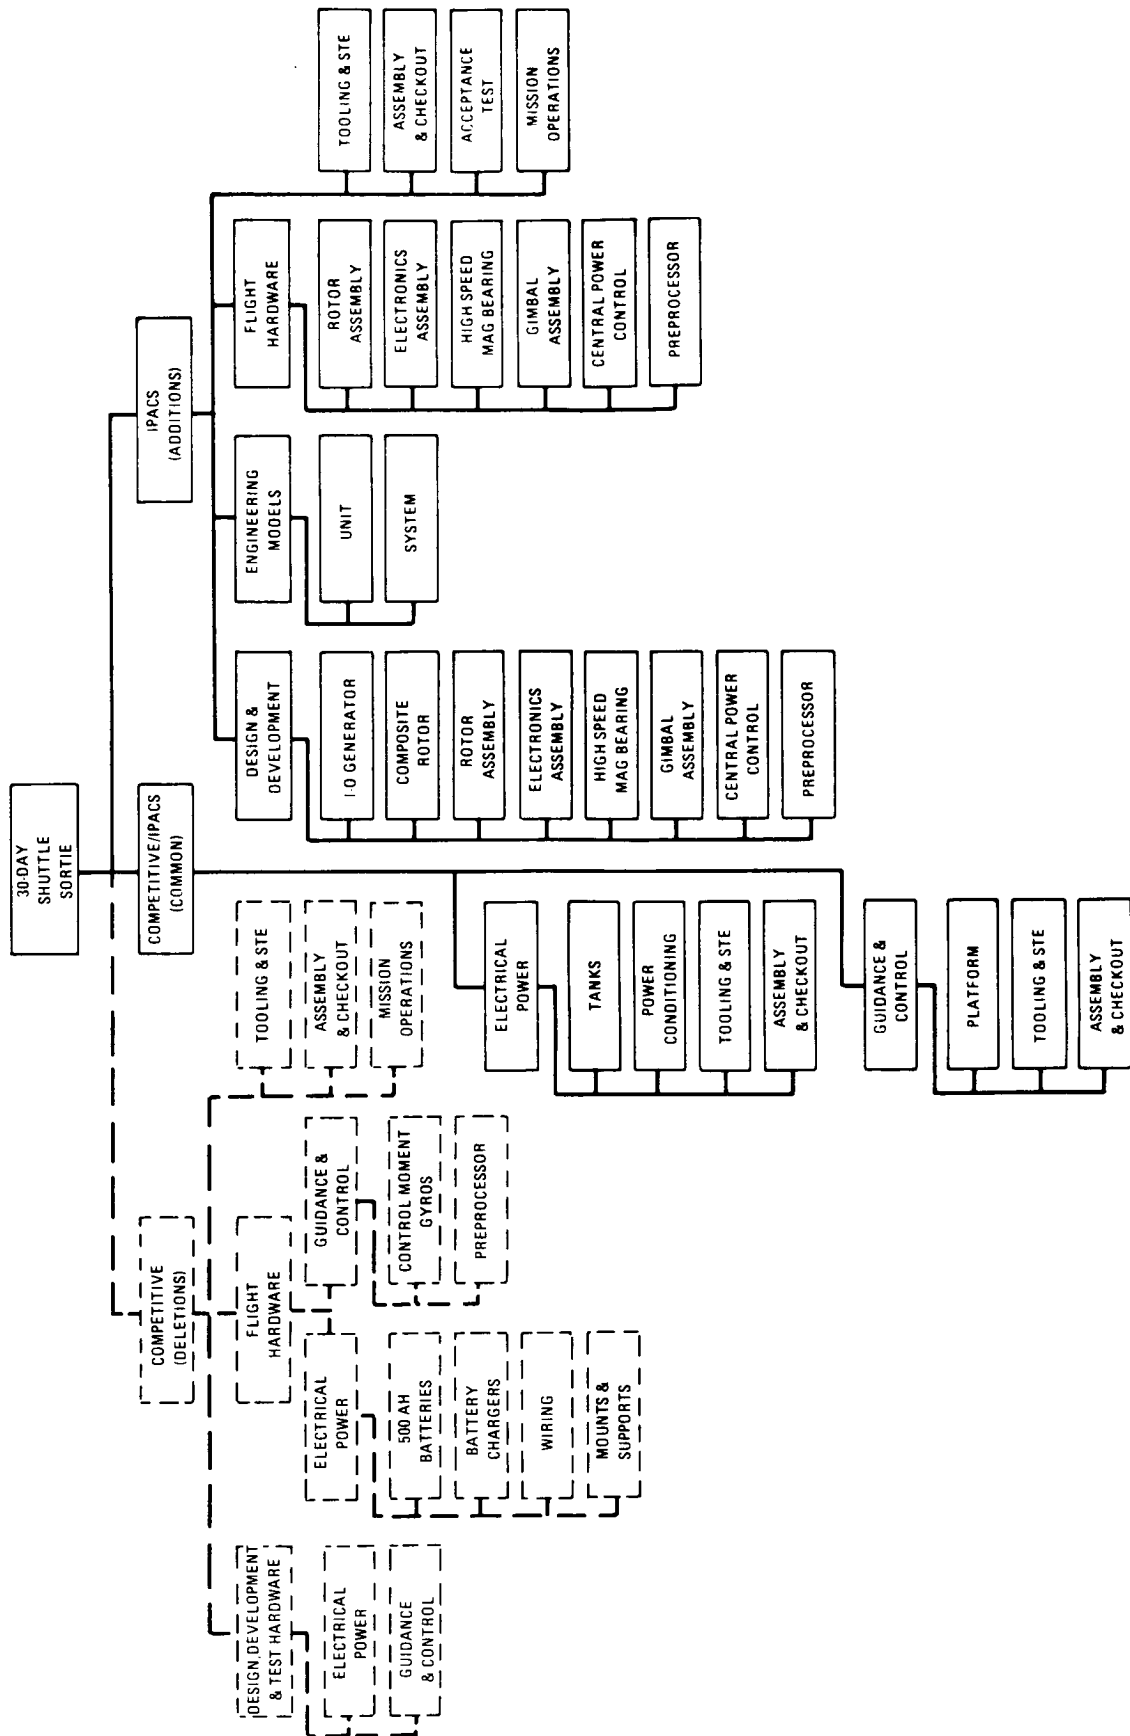 30-DAY
SHUTTLE
SORTIE
COMPETITIVE
(DELETIONS)
COMPETITIVE/IPACS
(COMMON)
IPACS
(ADDITIONS)
DESIGN, DEVELOPMENT
& TEST HARDWARE
ELECTRICAL
POWER
GUIDANCE
& CONTROL
FLIGHT
HARDWARE
ELECTRICAL
POWER
500 AH
BATTERIES
BATTERY
CHARGERS
WIRING
MOUNTS &
SUPPORTS
GUIDANCE &
CONTROL
CONTROL MOMENT
GYROS
PREPROCESSOR
TOOLING & STE
ASSEMBLY
& CHECKOUT
MISSION
OPERATIONS
ELECTRICAL
POWER
TANKS
POWER
CONDITIONING
TOOLING & STE
ASSEMBLY
& CHECKOUT
GUIDANCE &
CONTROL
PLATFORM
TOOLING & STE
ASSEMBLY
& CHECKOUT
DESIGN &
DEVELOPMENT
I-O GENERATOR
COMPOSITE
ROTOR
ROTOR
ASSEMBLY
ELECTRONICS
ASSEMBLY
HIGH SPEED
MAG BEARING
GIMBAL
ASSEMBLY
CENTRAL POWER
CONTROL
PREPROCESSOR
ENGINEERING
MODELS
UNIT
SYSTEM
FLIGHT
HARDWARE
ROTOR
ASSEMBLY
ELECTRONICS
ASSEMBLY
HIGH SPEED
MAG BEARING
GIMBAL
ASSEMBLY
CENTRAL POWER
CONTROL
PREPROCESSOR
TOOLING & STE
ASSEMBLY
& CHECKOUT
ACCEPTANCE
TEST
MISSION
OPERATIONS